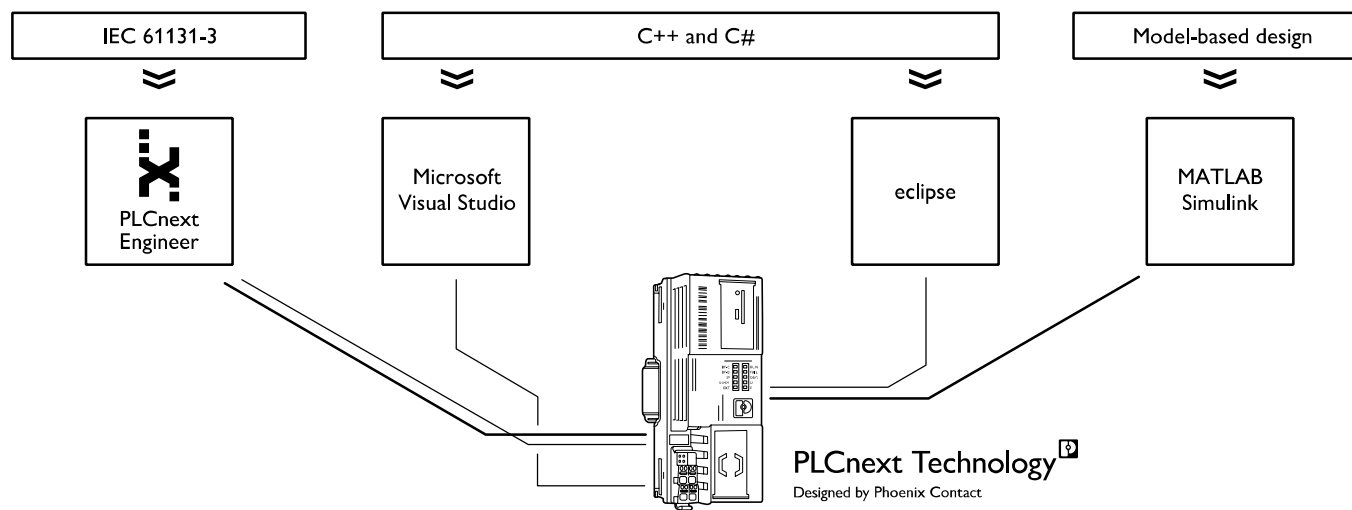 IEC 61131-3
C++ and C#
Model-based design
PLCnext
Engineer
Microsoft
Visual Studio
eclipse
MATLAB
Simulink
PLCnext Technology
Designed by Phoenix Contact